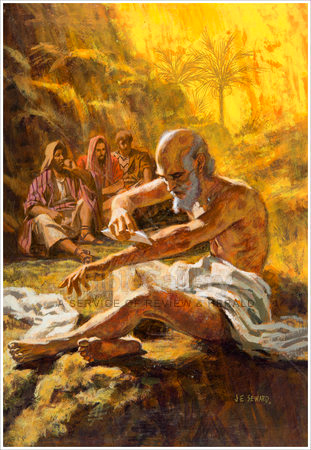 A SERVICE OF REVIEW & HERALD
J.E. SEWARD.